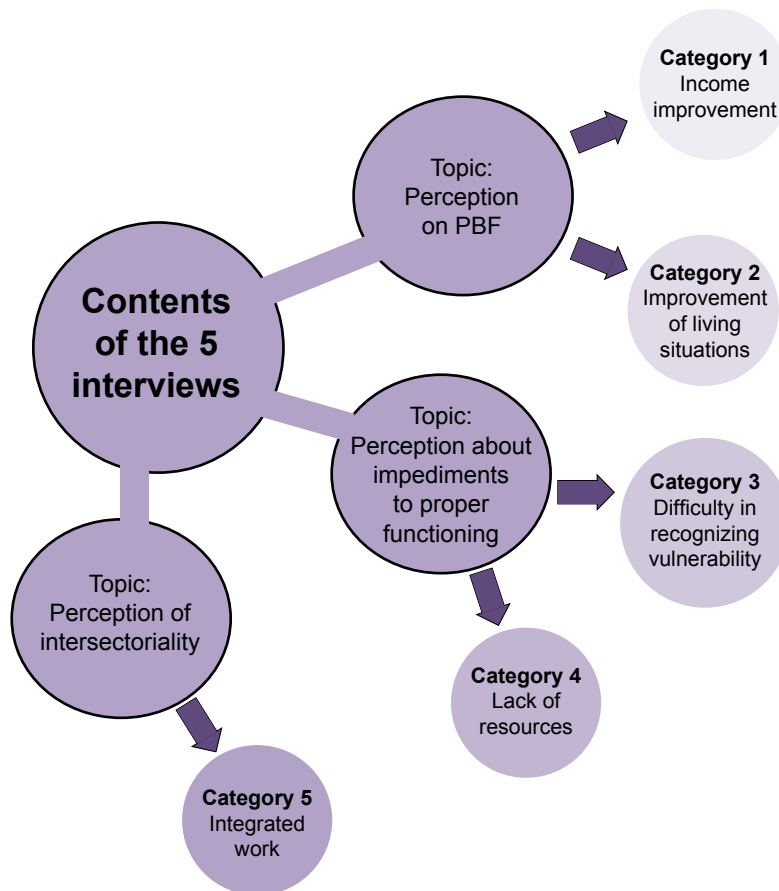 Contents
of the 5
interviews
Topic:
Perception
on PBF
Category 1
Income
improvement
Category 2
Improvement
of living
situations
Topic:
Perception about
impediments
to proper
functioning
Category 3
Difficulty in
recognizing
vulnerability
Category 4
Lack of
resources
Topic:
Perception of
intersectoriality
Category 5
Integrated
work